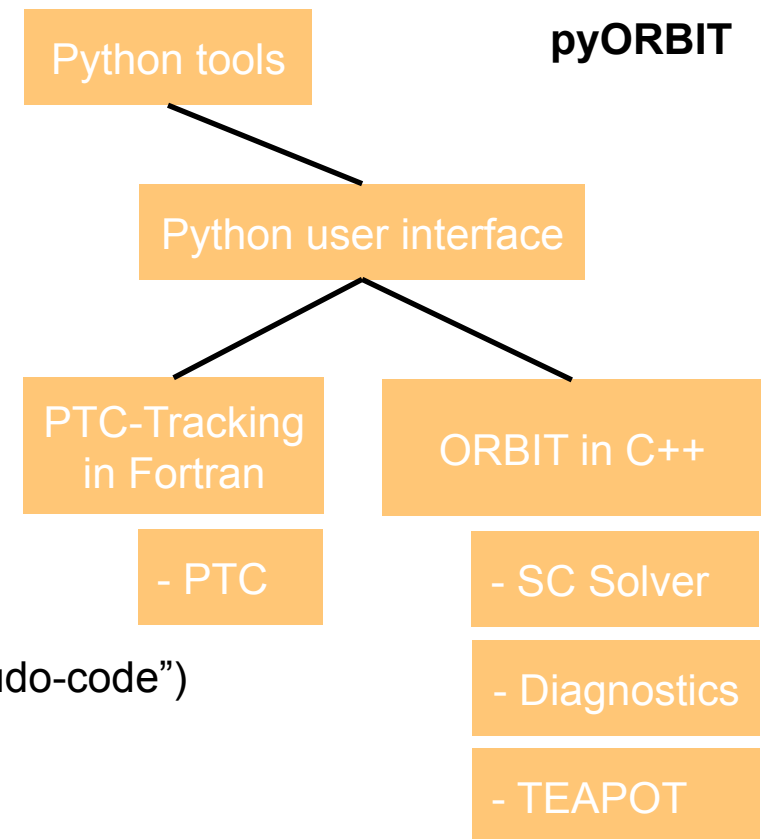 pyORBIT
Python tools
Python user interface
PTC-Tracking
in Fortran
ORBIT in C++
- PTC
- SC Solver
udo-code”)
- Diagnostics
- TEAPOT